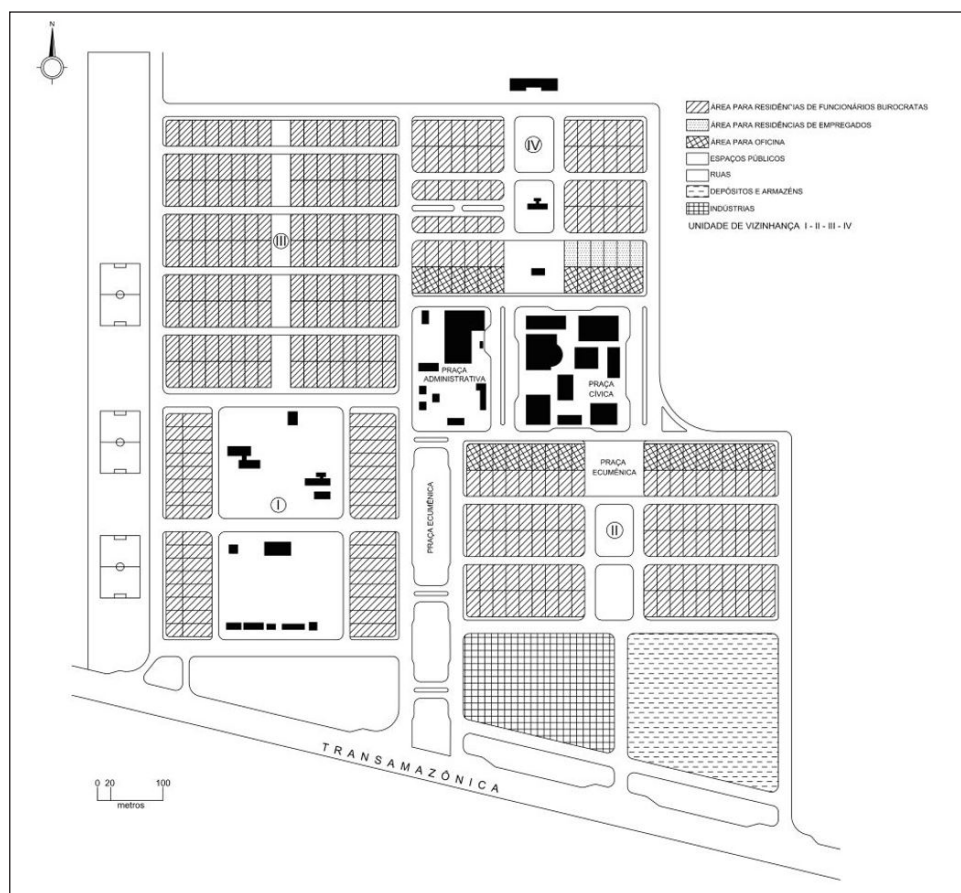 N
ÁREA PARA RESIDÊNCIAS DE FUNCIONÁRIOS BUROCRATAS
ÁREA PARA RESIDÊNCIAS DE EMPREGADOS
ÁREA PARA OFICINA
ESPAÇOS PÚBLICOS
RUAS
DEPÓSITOS E ARMAZÉNS
INDÚSTRIAS
UNIDADE DE VIZINHANÇA I - II - III - IV
IV
III
PRAÇA
ADMINISTRATIVA
PRAÇA
CÍVICA
PRAÇA
ECUMÊNICA
I
PRAÇA ECUMÊNICA
II
TRANSAMAZÔNICA
0 20 100
metros